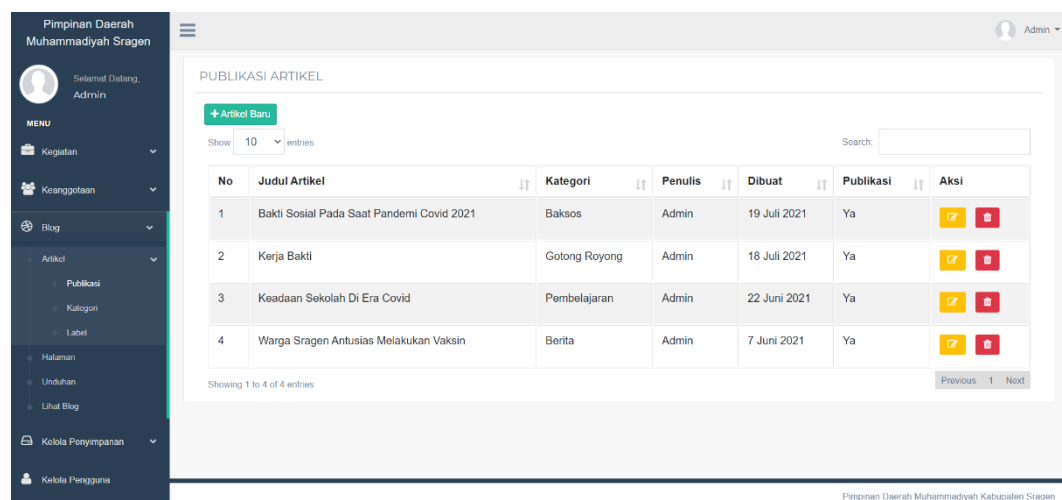 Pimpinan Daerah
Muhammadiyah Sragen
Admin
Selamat Datang,
Admin
MENU
Kegiatan
Keanggotaan
Blog
Artikel
Publikasi
Kategori
Label
Halaman
Unduhan
Lihat Blog
Kolola Penyimpanan
Kelola Pengguna
PUBLIKASI ARTIKEL
+ Artikel Baru
Show 10 entries
Search:
No Judul Artikel Kategori Penulis Dibuat Publikasi Aksi
1 Bakti Sosial Pada Saat Pandemi Covid 2021 Baksos Admin 19 Juli 2021 Ya
2 Kerja Bakti Gotong Royong Admin 18 Juli 2021 Ya
3 Keadaan Sekolah Di Era Covid Pembelajaran Admin 22 Juni 2021 Ya
4 Warga Sragen Antusias Melakukan Vaksin Berita Admin 7 Juni 2021 Ya
Showing 1 to 4 of 4 entries
Previous 1 Next
Pimpinan Daerah Muhammadiyah Kabupaten Sragen